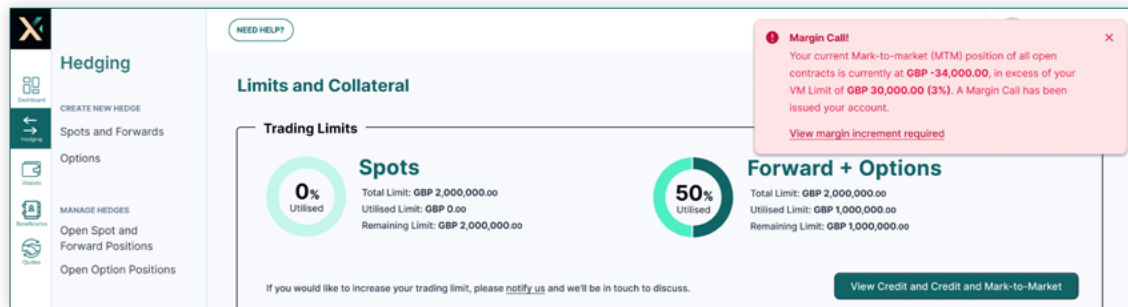 NEED HELP?
Margin Call!
Your current Mark-to-market (MTM) position of all open
contracts is currently at GBP -34,000.00, in excess of your
VM Limit of GBP 30,000.00 (3%). A Margin Call has been
issued your account.
View margin increment required
Dashboard
Hedging
Wallets
Beneficiaries
Quotes
Hedging
CREATE NEW HEDGE
Spots and Forwards
Options
MANAGE HEDGES
Open Spot and
Forward Positions
Open Option Positions
Limits and Collateral
Trading Limits
0%
Utilised
Spots
Total Limit: GBP 2,000,000.00
Utilised Limit: GBP 0.00
Remaining Limit: GBP 2,000,000.00
50%
Utilised
Forward + Options
Total Limit: GBP 2,000,000.00
Utilised Limit: GBP 1,000,000.00
Remaining Limit: GBP 1,000,000.00
If you would like to increase your trading limit, please notify us and we'll be in touch to discuss.
View Credit and Credit and Mark-to-Market